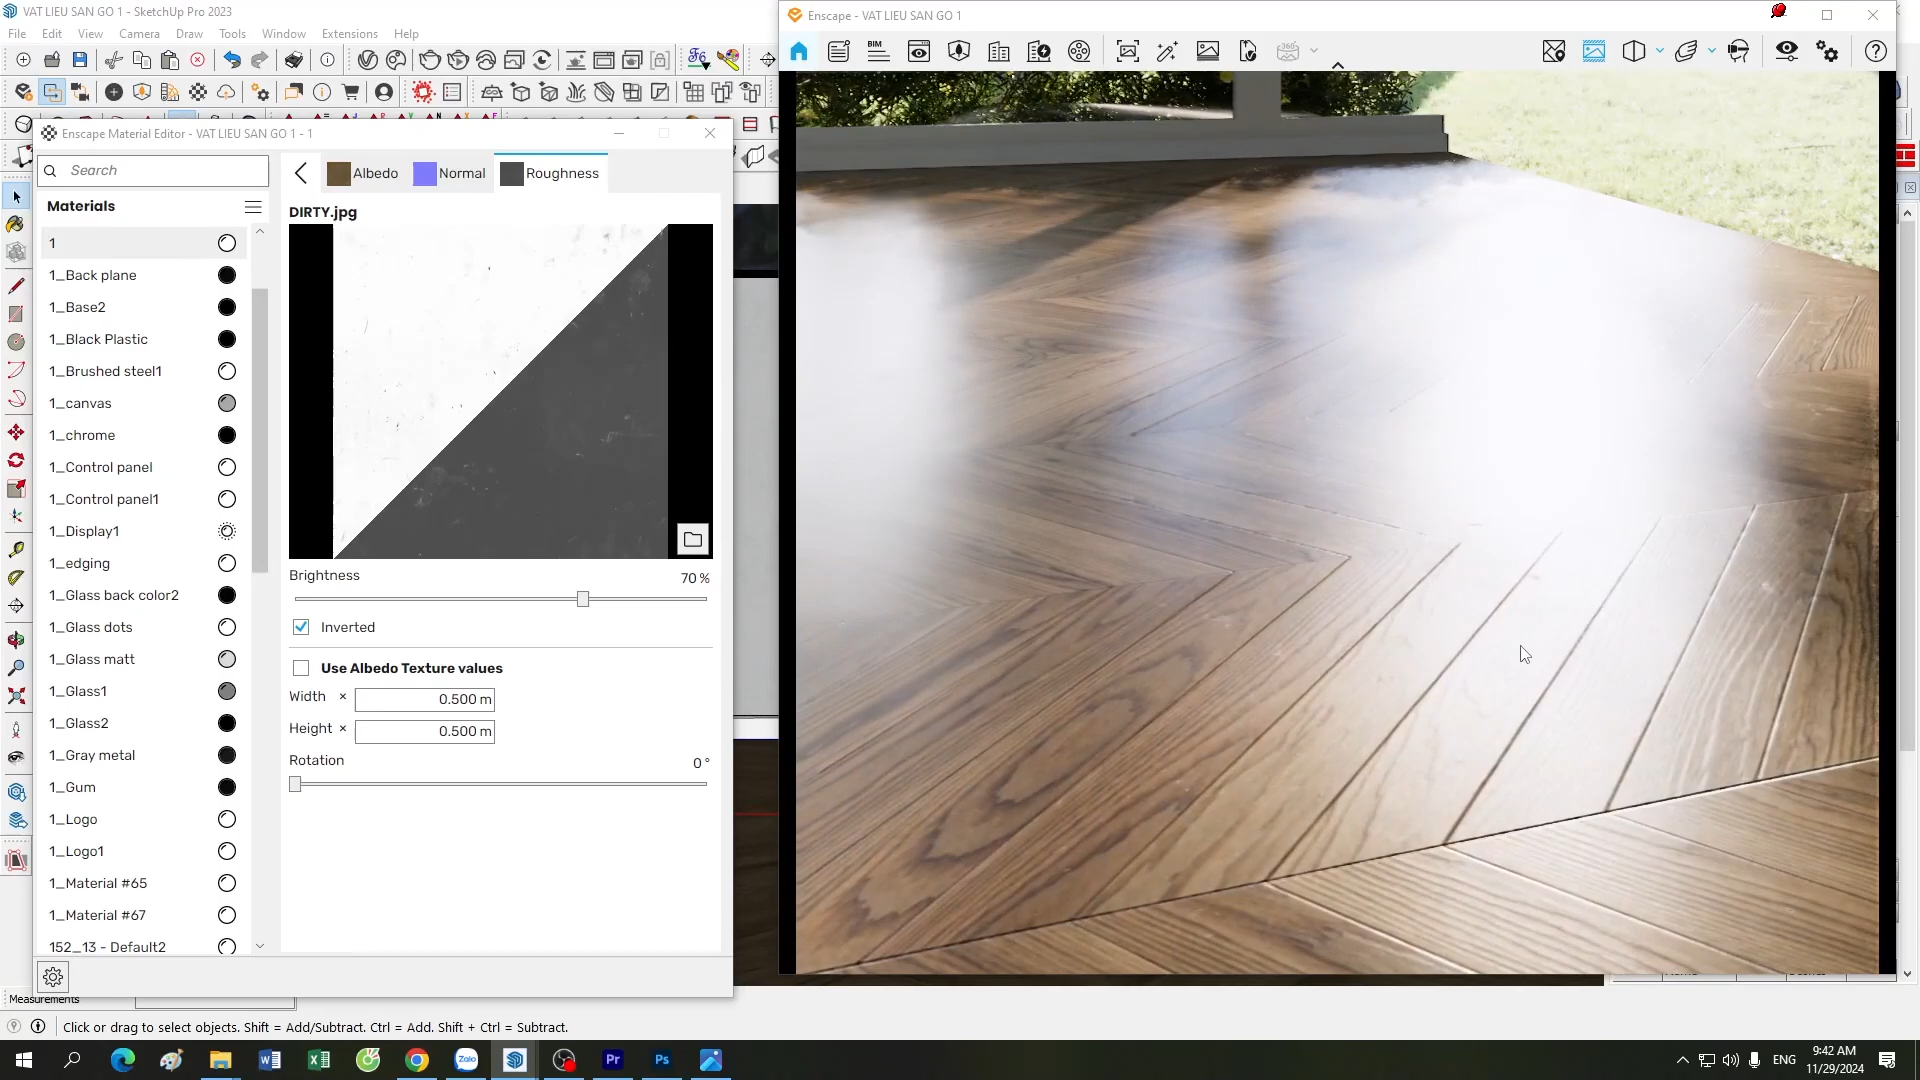 VAT LIEU SAN GO 1 - SketchUp Pro 2023
File Edit View Camera Draw Tools Window Extensions Help
Enscape - VAT LIEU SAN GO 1
BIM
360°
Enscape Material Editor - VAT LIEU SAN GO 1 - 1
Search
Materials
1
1_Back plane
1_Base2
1_Black Plastic
1_Brushed steel1
1_canvas
1_chrome
1_Control panel
1_Control panel1
1_Display1
1_edging
1_Glass back color2
1_Glass dots
1_Glass matt
1_Glass1
1_Glass2
1_Gray metal
1_Gum
1_Logo
1_Logo1
1_Material #65
1_Material #67
152_13 - Default2
Albedo Normal Roughness
DIRTY.jpg
Brightness 70 %
Inverted
Use Albedo Texture values
Width × 0.500 m
Height × 0.500 m
Rotation 0 °
Measurements
Click or drag to select objects. Shift = Add/Subtract. Ctrl = Add. Shift + Ctrl = Subtract.
Zalo
Pr
Ps
ENG
9:42 AM
11/29/2024